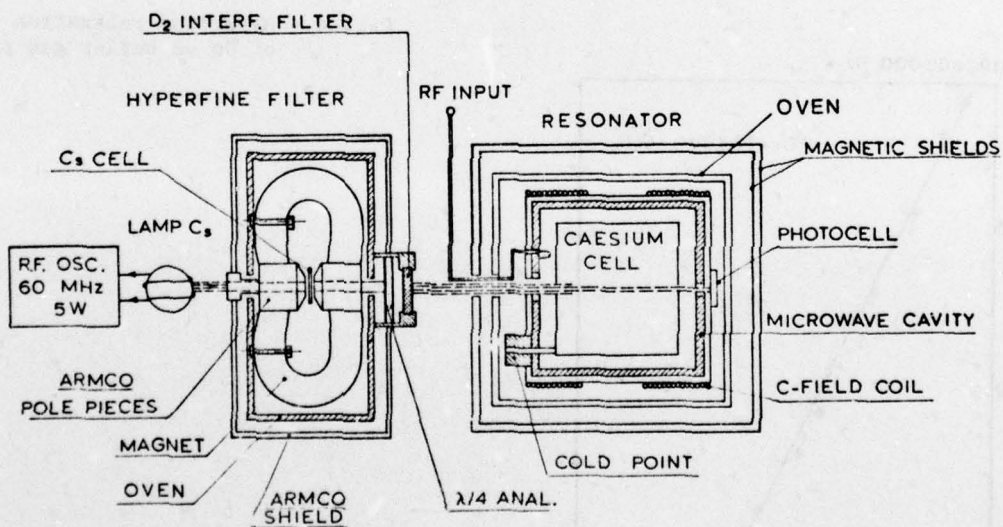 D2 INTERF. FILTER
HYPERFINE FILTER
Cs CELL
LAMP Cs
R.F. OSC.
60 MHz
5W
ARMCO
POLE PIECES
MAGNET
OVEN
ARMCO
SHIELD
λ/4 ANAL.
RF INPUT
RESONATOR
OVEN
MAGNETIC SHIELDS
CAESIUM
CELL
PHOTOCELL
MICROWAVE CAVITY
C-FIELD COIL
COLD POINT